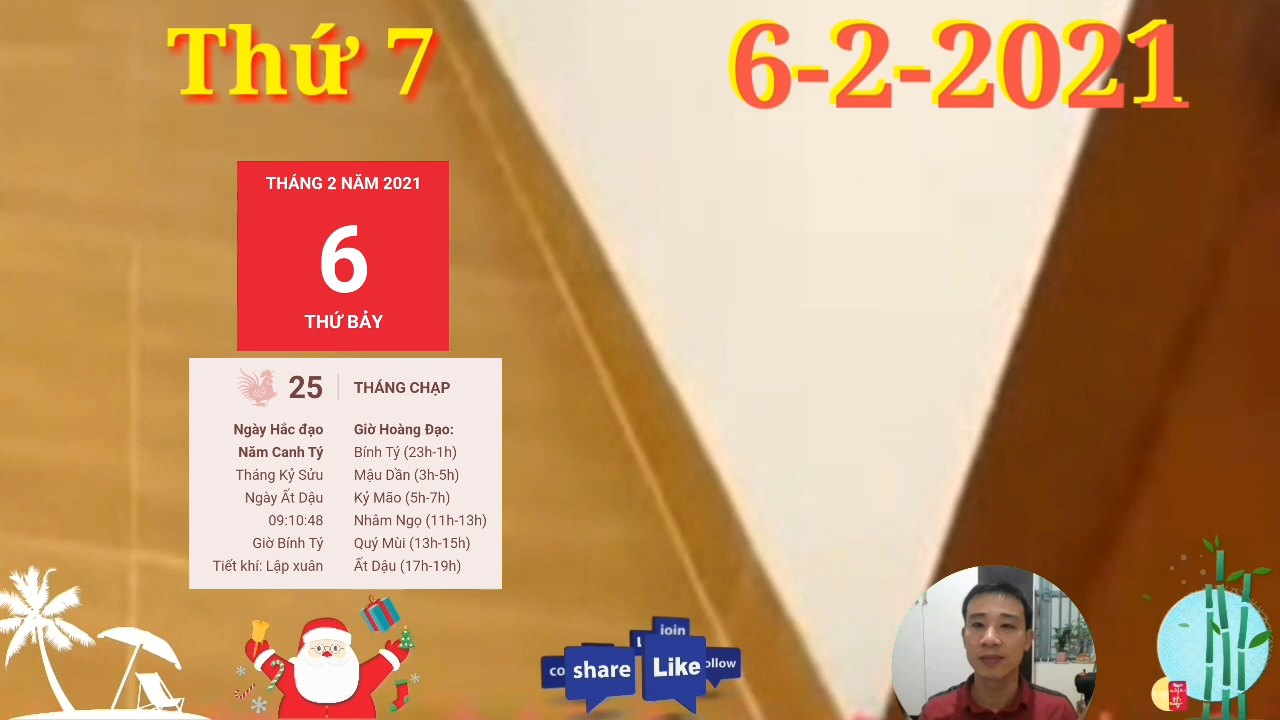 Thứ 7
6-2-2021
THÁNG 2 NĂM 2021
6
THỨ BẢY
25
THÁNG CHẠP
Ngày Hắc đạo
Năm Canh Tý
Tháng Kỷ Sửu
Ngày Ất Dậu
09:10:48
Giờ Bính Tý
Tiết khí: Lập xuân
Giờ Hoàng Đạo:
Bính Tý (23h-1h)
Mậu Dần (3h-5h)
Kỷ Mão (5h-7h)
Nhâm Ngọ (11h-13h)
Quý Mùi (13h-15h)
Ất Dậu (17h-19h)
join
co
share
Like
ollow